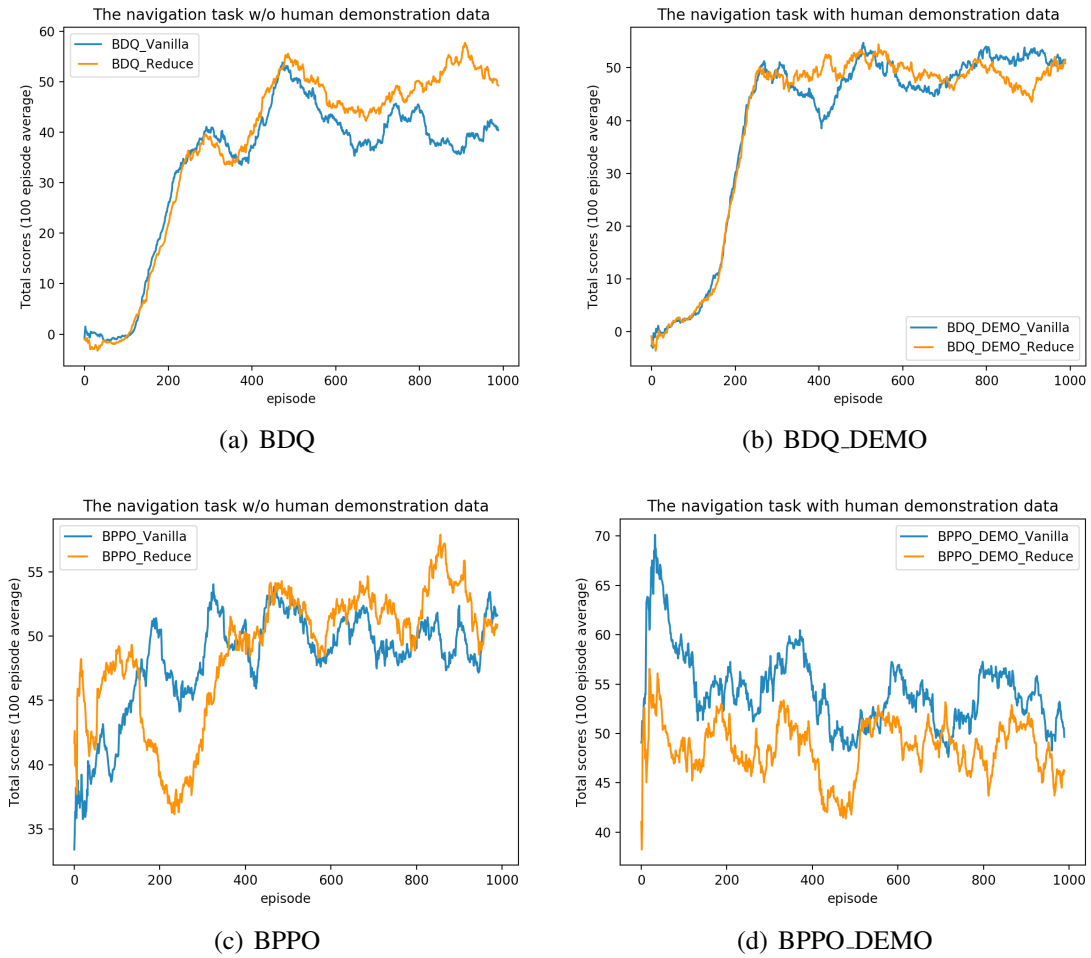 The navigation task w/o human demonstration data
BDQ_Vanilla
BDQ_Reduce
Total scores (100 episode average)
60
50
40
30
20
10
0
0 200 400 600 800 1000
episode
(a) BDQ
The navigation task with human demonstration data
Total scores (100 episode average)
50
40
30
20
10
0
BDQ_DEMO_Vanilla
BDQ_DEMO_Reduce
0 200 400 600 800 1000
episode
(b) BDQ_DEMO
The navigation task w/o human demonstration data
BPPO_Vanilla
BPPO_Reduce
Total scores (100 episode average)
55
50
45
40
35
0 200 400 600 800 1000
episode
(c) BPPO
The navigation task with human demonstration data
BPPO_DEMO_Vanilla
BPPO_DEMO_Reduce
Total scores (100 episode average)
70
65
60
55
50
45
40
0 200 400 600 800 1000
episode
(d) BPPO_DEMO